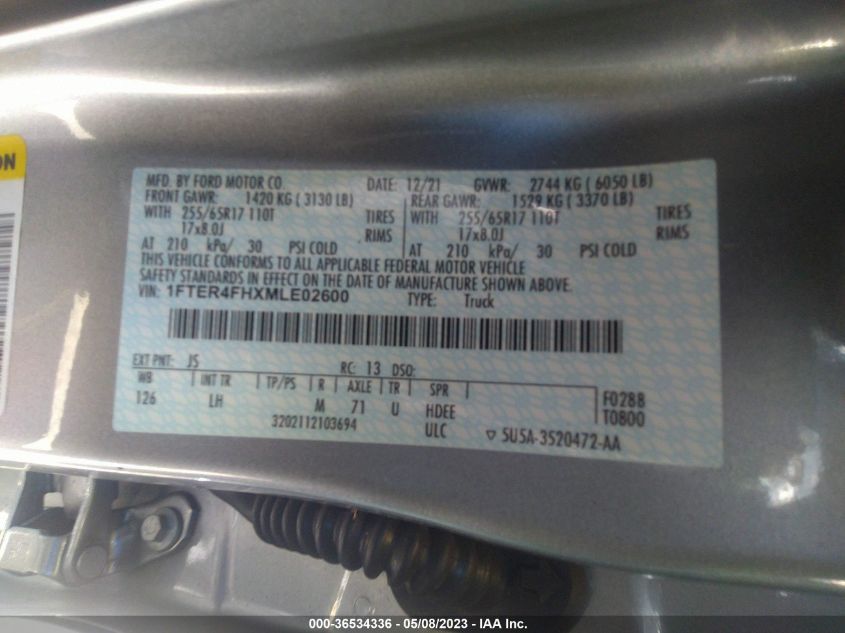 ON
MFD. BY FORD MOTOR CO. DATE: 12/21 GVWR: 2744 KG ( 6050 LB)
FRONT GAWR: 1420 KG ( 3130 LB) REAR GAWR: 1529 KG ( 3370 LB)
WITH 255/65R17 110T TIRES WITH 255/65R17 110T TIRES
17x8.0J RIMS 17x8.0J RIMS
AT 210 kPa/ 30 PSI COLD AT 210 kPa/ 30 PSI COLD
THIS VEHICLE CONFORMS TO ALL APPLICABLE FEDERAL MOTOR VEHICLE
SAFETY STANDARDS IN EFFECT ON THE DATE OF MANUFACTURE SHOWN ABOVE.
VIN: 1FTER4FHXMLE02600 TYPE: Truck
EXT PNT: JS RC: 13 DSO:
WB INT TR TP/PS R AXLE TR SPR
126 LH M 71 U HDEE F0288
ULC T0800
3202112103694 5U5A-3520472-AA
000-36534336 - 05/08/2023 - IAA Inc.